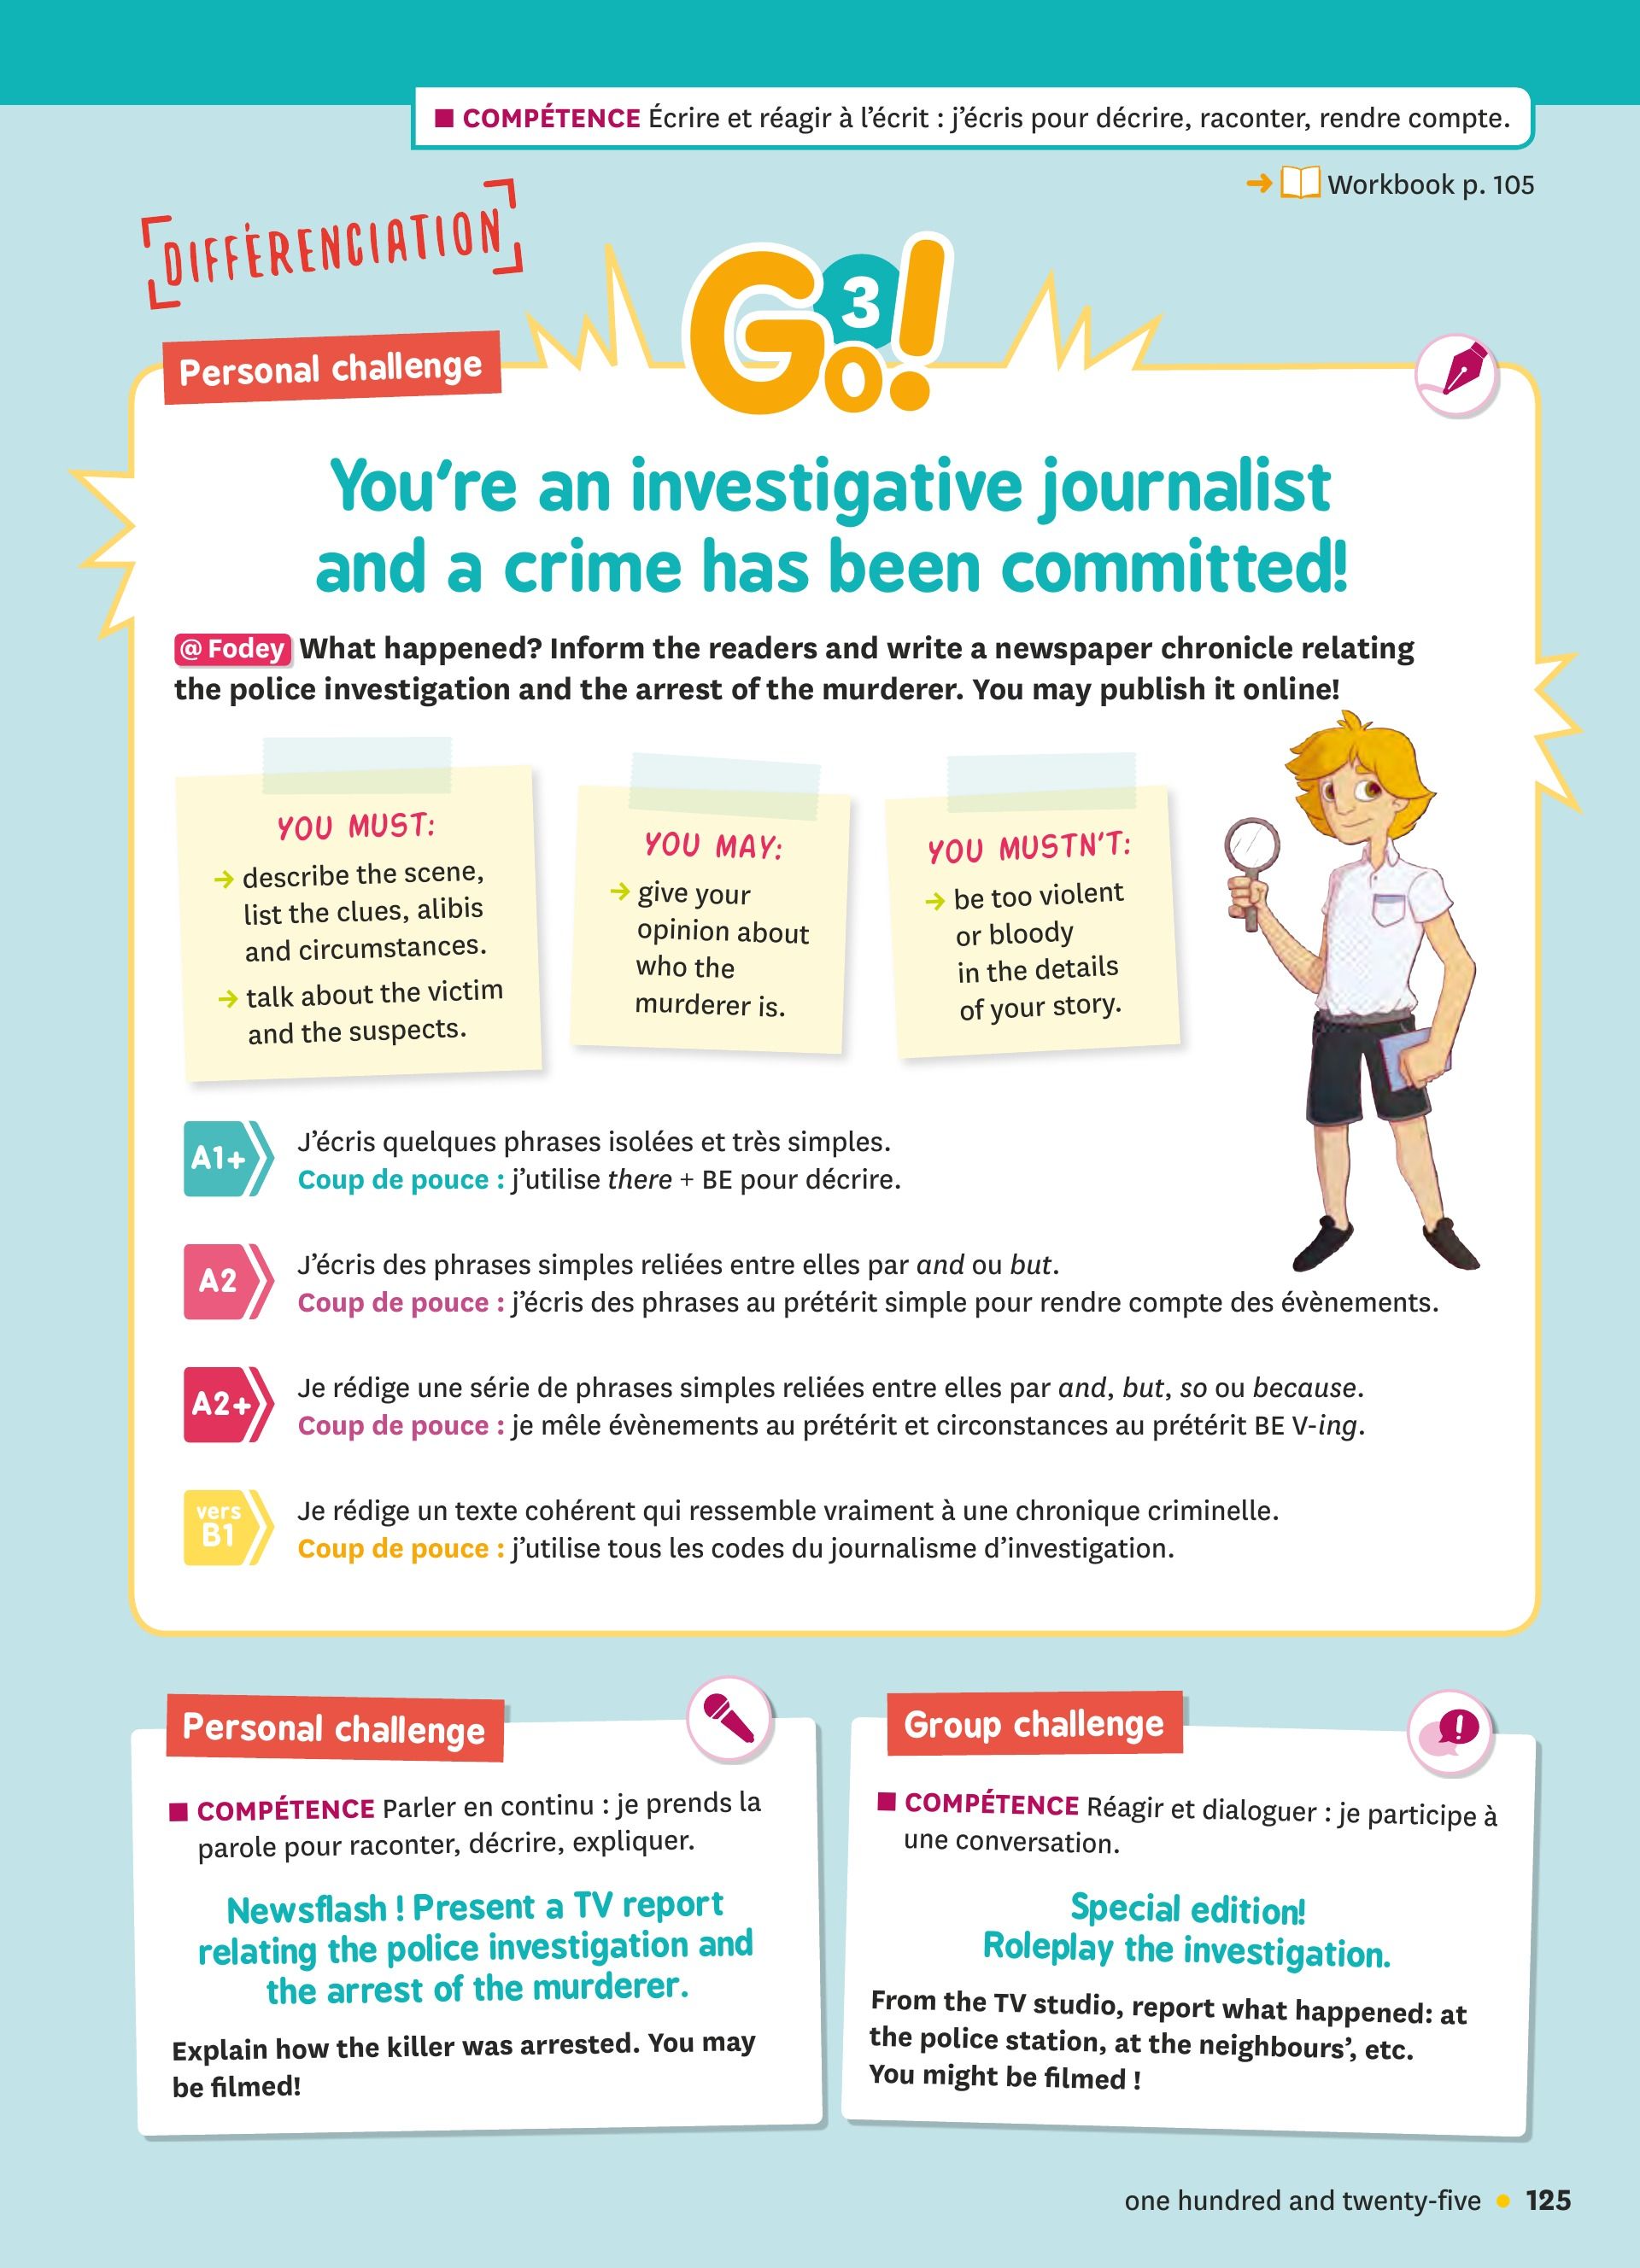 ■ COMPÉTENCE Écrire et réagir à l'écrit : j'écris pour décrire, raconter, rendre compte.
➔ Workbook p. 105
DIFFÉRENCIATION
Go! 3
Personal challenge
You're an investigative journalist
and a crime has been committed!
@ Fodey What happened? Inform the readers and write a newspaper chronicle relating
the police investigation and the arrest of the murderer. You may publish it online!
YOU MUST:
→ describe the scene,
list the clues, alibis
and circumstances.
→ talk about the victim
and the suspects.
YOU MAY:
→ give your
opinion about
who the
murderer is.
YOU MUSTN'T:
→ be too violent
or bloody
in the details
of your story.
A1+
J'écris quelques phrases isolées et très simples.
Coup de pouce : j'utilise there + BE pour décrire.
A2
J'écris des phrases simples reliées entre elles par and ou but.
Coup de pouce : j'écris des phrases au prétérit simple pour rendre compte des évènements.
A2+
Je rédige une série de phrases simples reliées entre elles par and, but, so ou because.
Coup de pouce : je mêle évènements au prétérit et circonstances au prétérit BE V-ing.
vers
B1
Je rédige un texte cohérent qui ressemble vraiment à une chronique criminelle.
Coup de pouce : j'utilise tous les codes du journalisme d'investigation.
Personal challenge
■ COMPÉTENCE Parler en continu : je prends la
parole pour raconter, décrire, expliquer.
Newsflash ! Present a TV report
relating the police investigation and
the arrest of the murderer.
Explain how the killer was arrested. You may
be filmed!
Group challenge
!
■ COMPÉTENCE Réagir et dialoguer : je participe à
une conversation.
Special edition!
Roleplay the investigation.
From the TV studio, report what happened: at
the police station, at the neighbours', etc.
You might be filmed !
one hundred and twenty-five • 125